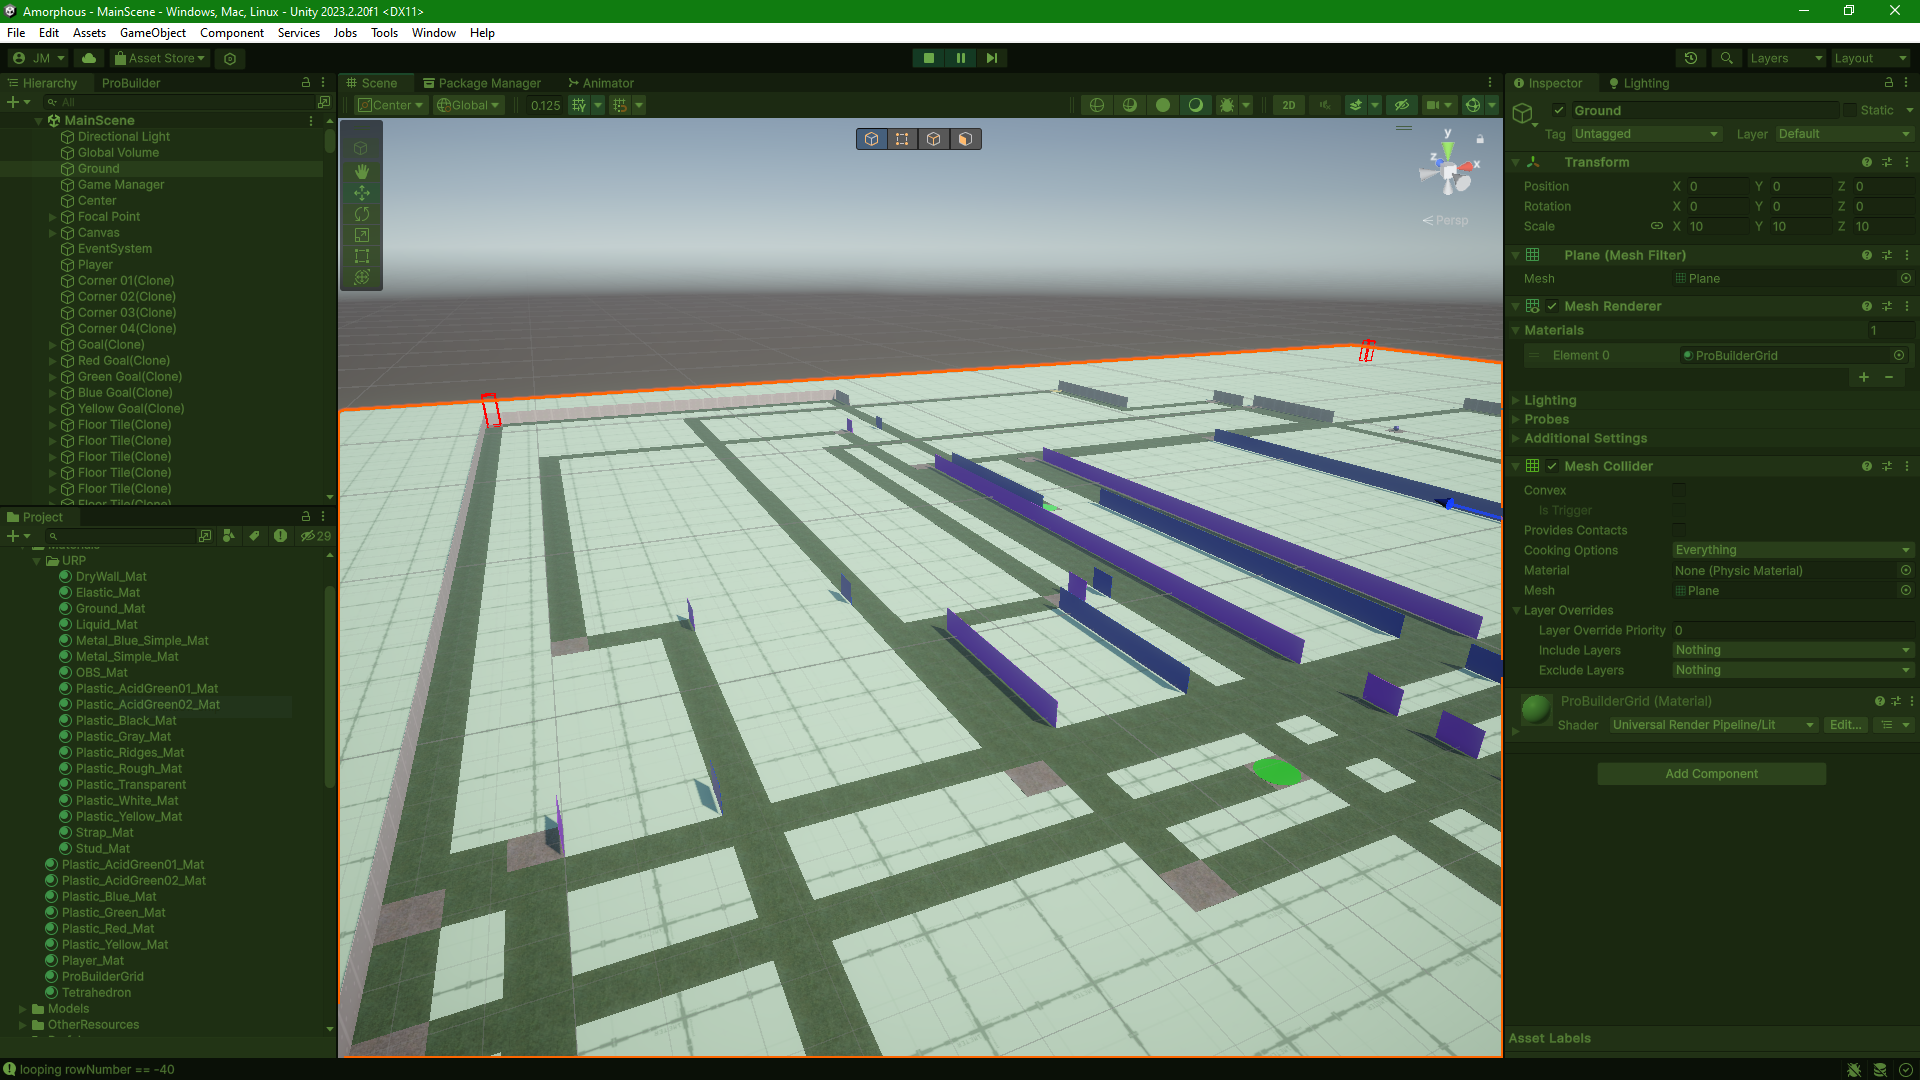 Amorphous - MainScene - Windows, Mac, Linux - Unity 2023.2.20f1 <DX11>
File Edit Assets GameObject Component Services Jobs Tools Window Help
JM Asset Store Layers Layout
Hierarchy ProBuilder
All
MainScene
Directional Light
Global Volume
Ground
Game Manager
Center
Focal Point
Canvas
EventSystem
Player
Corner 01(Clone)
Corner 02(Clone)
Corner 03(Clone)
Corner 04(Clone)
Goal(Clone)
Red Goal(Clone)
Green Goal(Clone)
Blue Goal(Clone)
Yellow Goal(Clone)
Floor Tile(Clone)
Floor Tile(Clone)
Floor Tile(Clone)
Floor Tile(Clone)
Floor Tile(Clone)
Floor Tile(Clone)
Project
29
Materials
URP
DryWall_Mat
Elastic_Mat
Ground_Mat
Liquid_Mat
Metal_Blue_Simple_Mat
Metal_Simple_Mat
OBS_Mat
Plastic_AcidGreen01_Mat
Plastic_AcidGreen02_Mat
Plastic_Black_Mat
Plastic_Gray_Mat
Plastic_Ridges_Mat
Plastic_Rough_Mat
Plastic_Transparent
Plastic_White_Mat
Plastic_Yellow_Mat
Strap_Mat
Stud_Mat
Plastic_AcidGreen01_Mat
Plastic_AcidGreen02_Mat
Plastic_Blue_Mat
Plastic_Green_Mat
Plastic_Red_Mat
Plastic_Yellow_Mat
Player_Mat
ProBuilderGrid
Tetrahedron
Models
OtherResources
looping rowNumber == -40
Scene Package Manager Animator
Center Global 0.125 2D
y
z x
Persp
Inspector Lighting
Ground Static
Tag Untagged Layer Default
Transform
Position X 0 Y 0 Z 0
Rotation X 0 Y 0 Z 0
Scale X 10 Y 10 Z 10
Plane (Mesh Filter)
Mesh Plane
Mesh Renderer
Materials 1
Element 0 ProBuilderGrid
Lighting
Probes
Additional Settings
Mesh Collider
Convex
Is Trigger
Provides Contacts
Cooking Options Everything
Material None (Physic Material)
Mesh Plane
Layer Overrides
Layer Override Priority 0
Include Layers Nothing
Exclude Layers Nothing
ProBuilderGrid (Material)
Shader Universal Render Pipeline/Lit Edit...
Add Component
Asset Labels